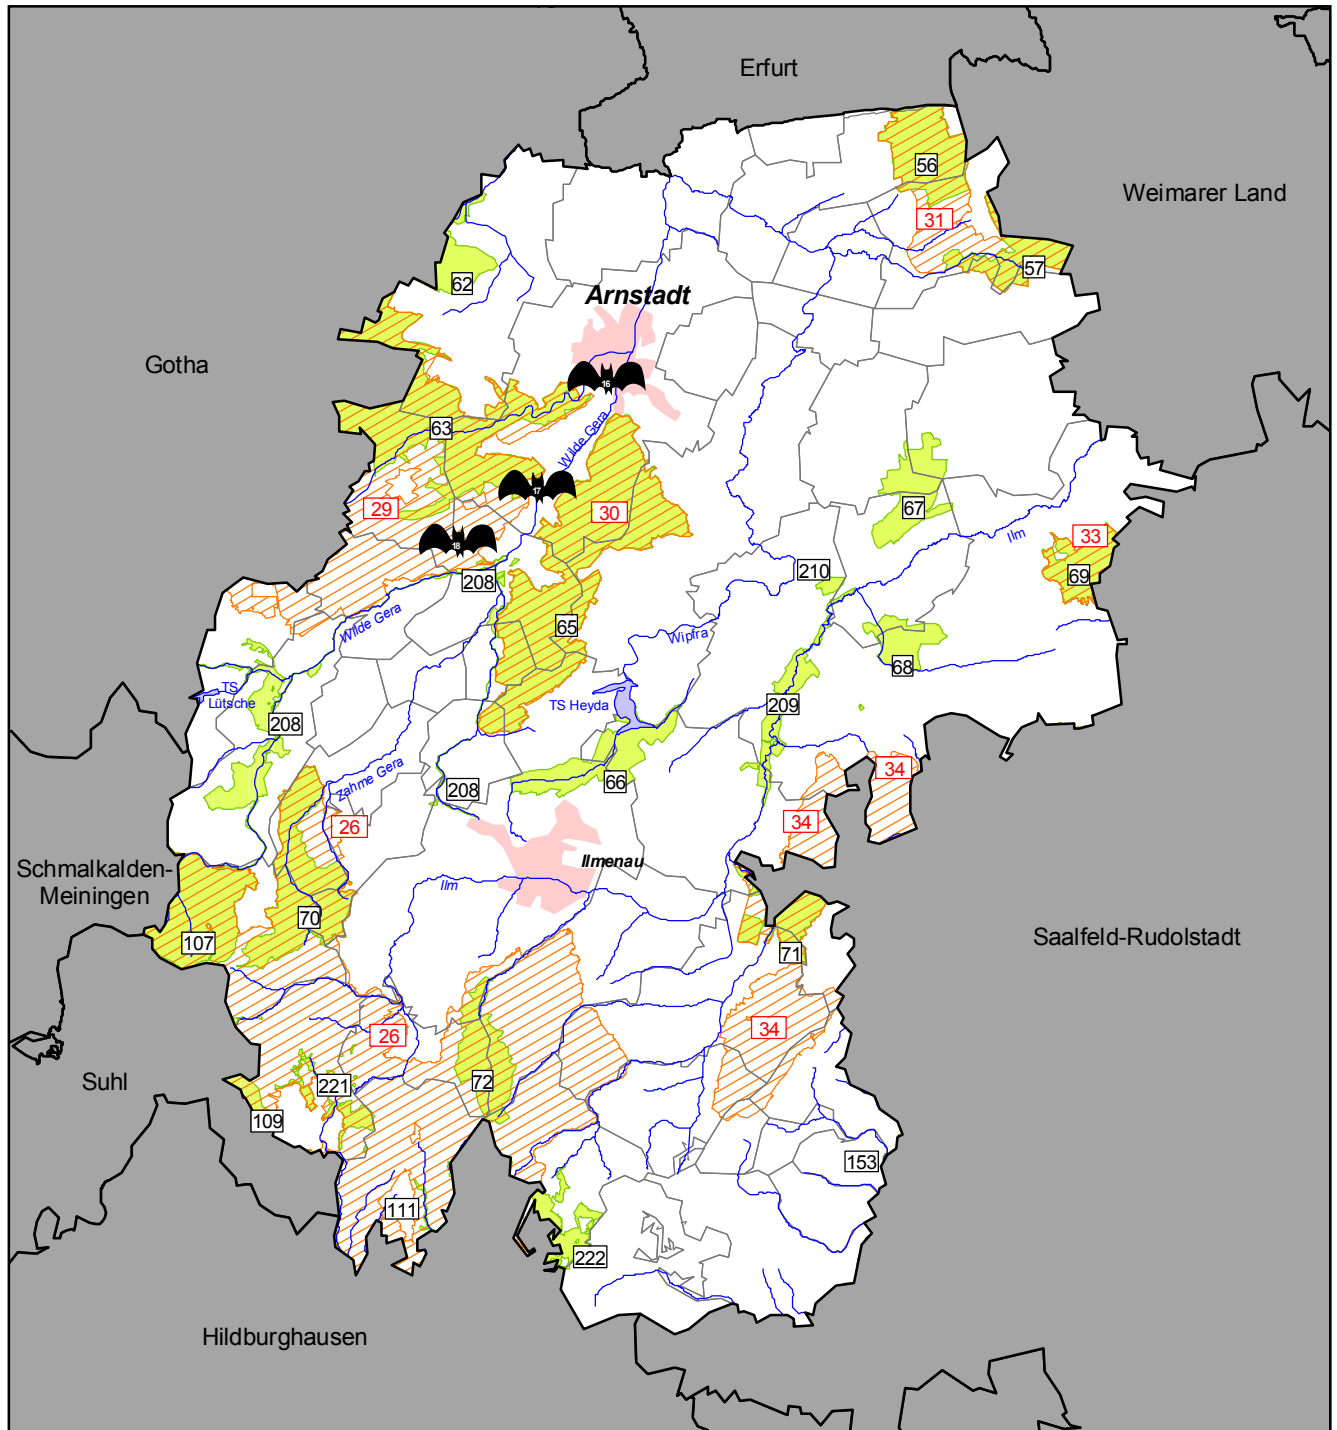 Erfurt
56
Weimarer Land
31
57
62
Arnstadt
Gotha
16
63
Wilde Gera
17
29
30
67
33
Ilm
18
208
210
69
Wilde Gera
65
Wipfra
68
TS
Lütsche
TS Heyda
209
208
Zahme Gera
34
208
66
26
34
Ilmenau
Schmalkalden-
Meiningen
Ilm
70
107
Saalfeld-Rudolstadt
71
34
26
Suhl
72
221
109
153
111
222
Hildburghausen